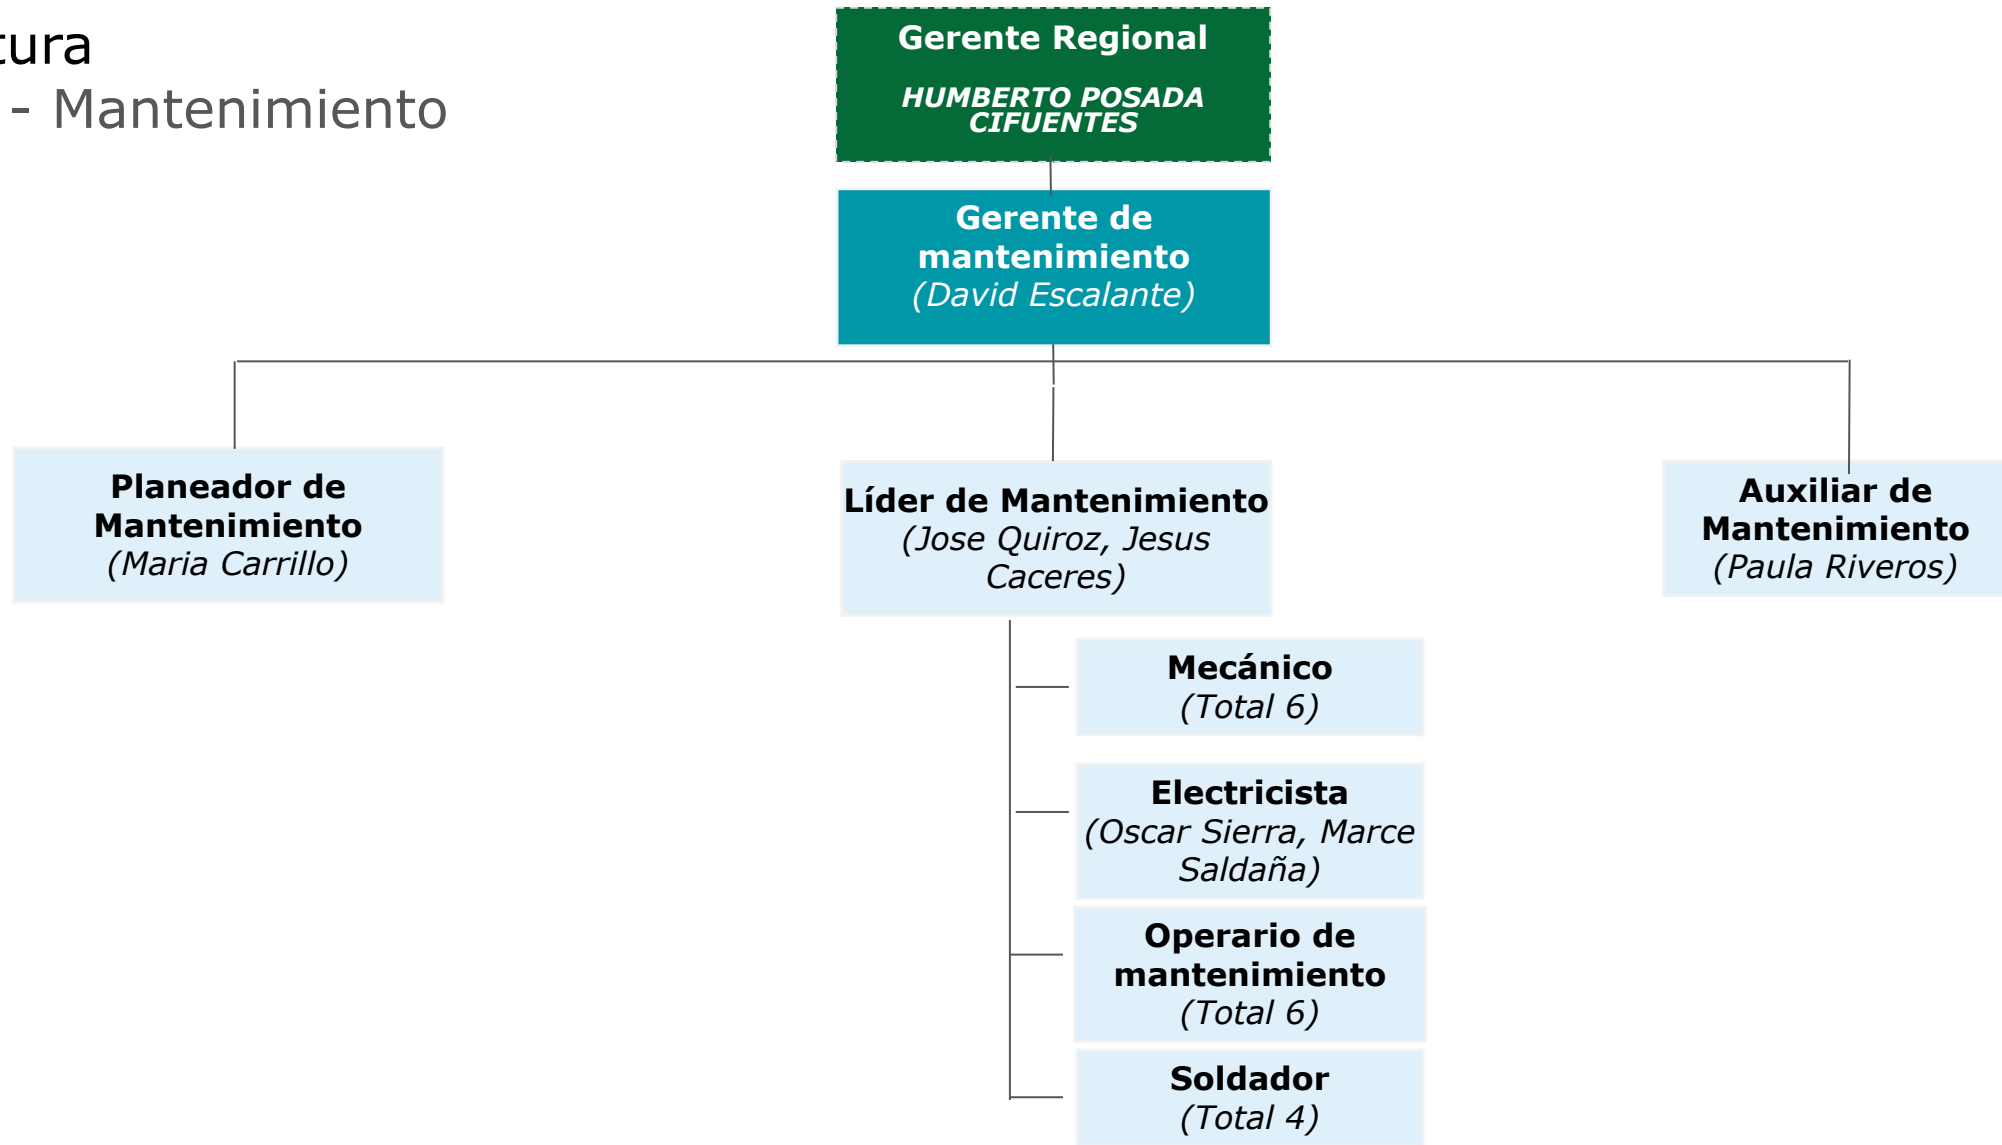 - Mantenimiento
Gerente Regional
HUMBERTO POSADA
CIFUENTES
Gerente de
mantenimiento
(David Escalante)
Planeador de
Mantenimiento
(Maria Carrillo)
Líder de Mantenimiento
(Jose Quiroz, Jesus
Caceres)
Auxiliar de
Mantenimiento
(Paula Riveros)
Mecánico
(Total 6)
Electricista
(Oscar Sierra, Marce
Saldaña)
Operario de
mantenimiento
(Total 6)
Soldador
(Total 4)